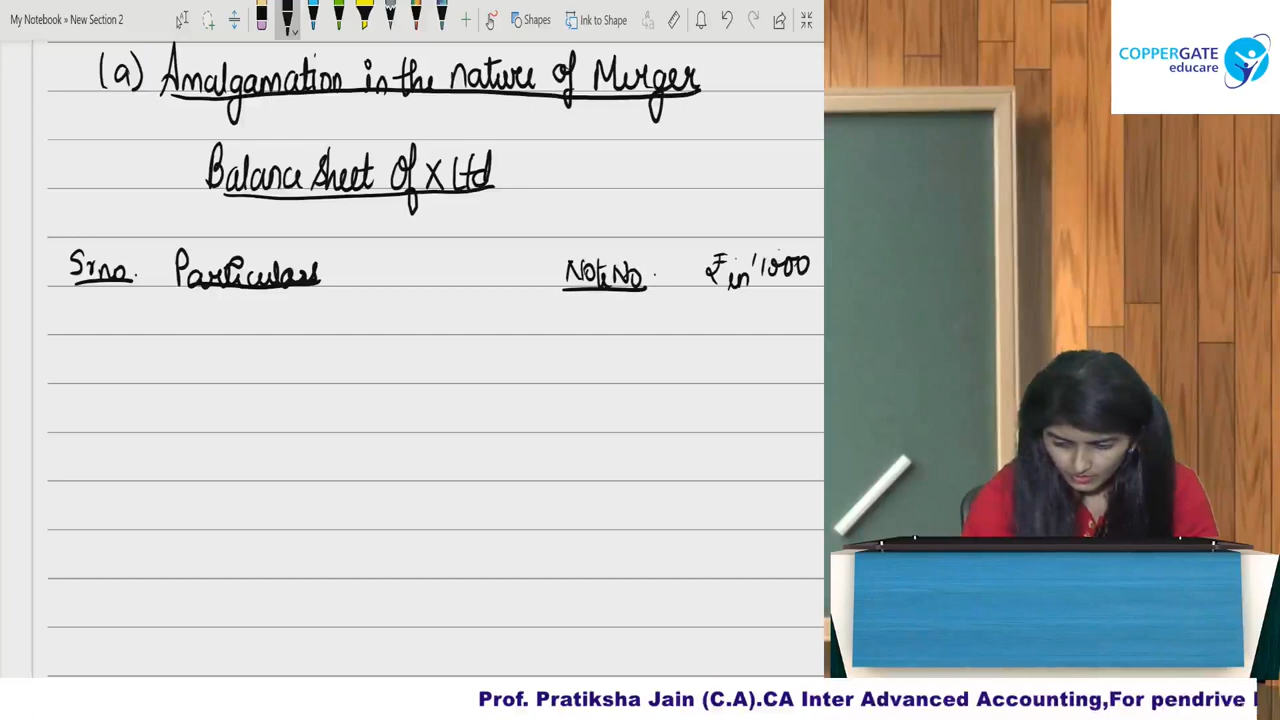 My Notebook » New Section 2
Shapes
Ink to Shape
COPPERGATE
educare
(a) Amalgamation in the nature of Merger
Balance Sheet of X Ltd
Sr no. Particulars Note No. ₹ in '1000
Prof. Pratiksha Jain (C.A).CA Inter Advanced Accounting,For pendrive